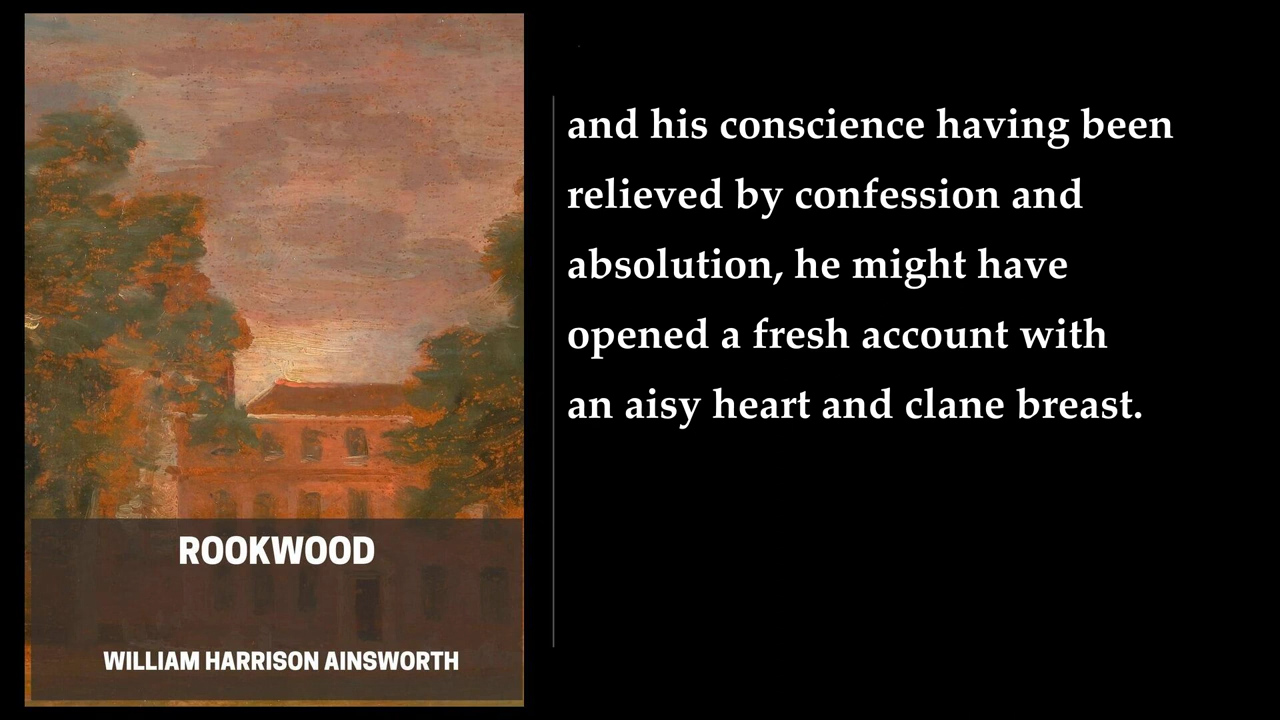 ROOKWOOD
WILLIAM HARRISON AINSWORTH
and his conscience having been
relieved by confession and
absolution, he might have
opened a fresh account with
an aisy heart and clane breast.